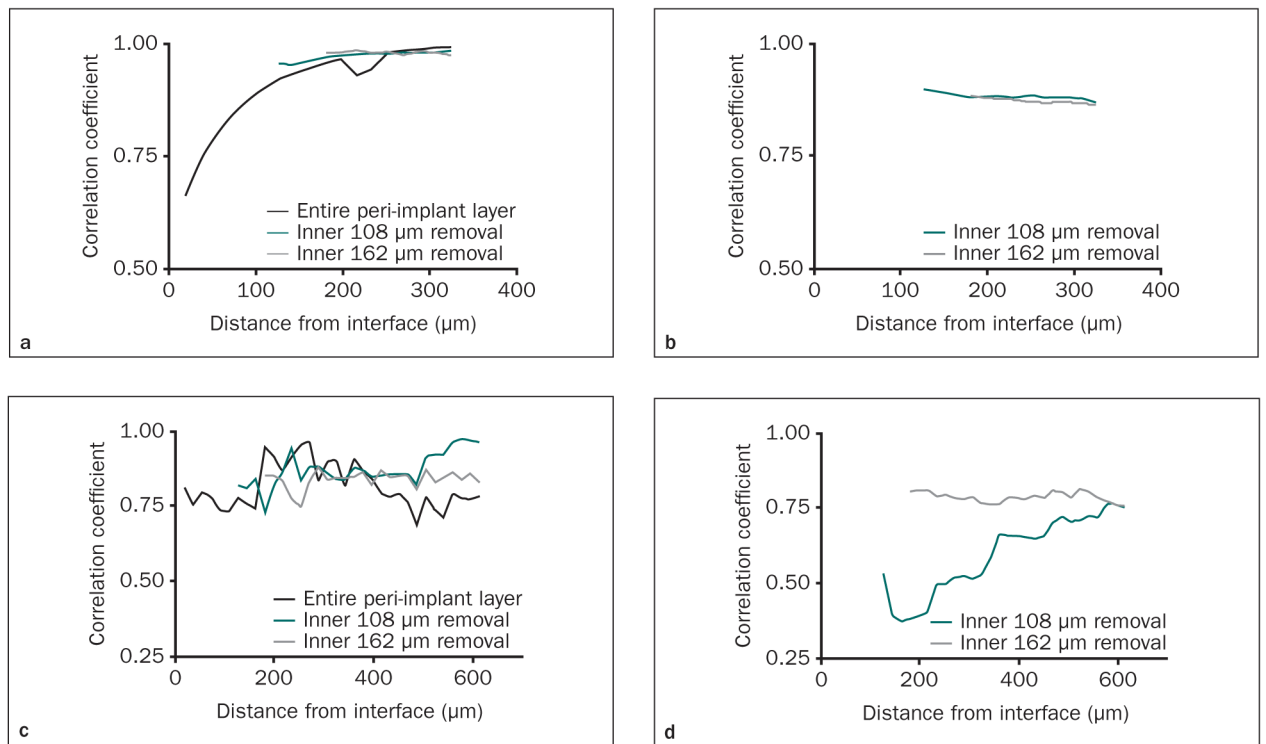 1.00
0.75
0.50
Correlation coefficient
Entire peri-implant layer
Inner 108 µm removal
Inner 162 µm removal
0 100 200 300 400
Distance from interface (µm)
a
1.00
0.75
0.50
Correlation coefficient
Inner 108 µm removal
Inner 162 µm removal
0 100 200 300 400
Distance from interface (µm)
b
1.00
0.75
0.50
0.25
Correlation coefficient
Entire peri-implant layer
Inner 108 µm removal
Inner 162 µm removal
0 200 400 600
Distance from interface (µm)
c
1.00
0.75
0.50
0.25
Correlation coefficient
Inner 108 µm removal
Inner 162 µm removal
0 200 400 600
Distance from interface (µm)
d